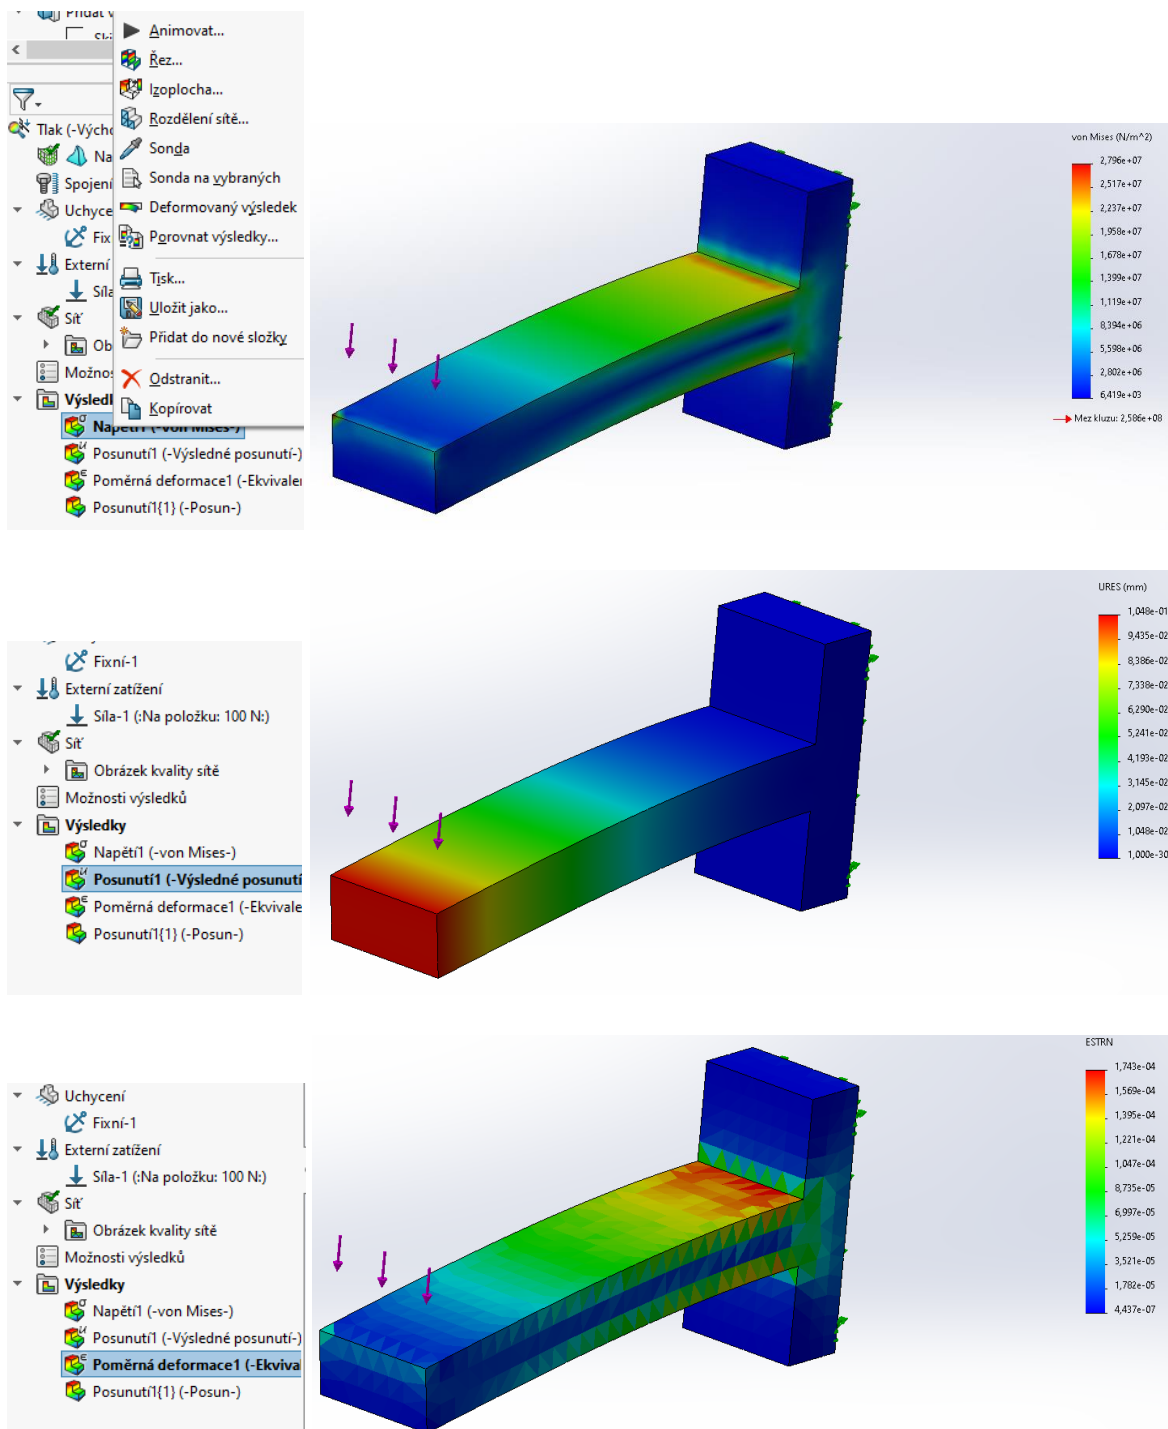 Animovat...
Řez...
Izoplocha...
Rozdělení sítě...
Sonda
Sonda na vybraných
Deformovaný výsledek
Porovnat výsledky...
Tisk...
Uložit jako...
Přidat do nové složky
Odstranit...
Kopírovat
Tlak (-Výcho
Na
Spojení
Uchyce
Fix
Externí
Síla
Síť
Ob
Možnos
Výsledk
Napětí1 (-von Mises-)
Posunutí1 (-Výsledné posunutí-)
Poměrná deformace1 (-Ekvivale
Posunutí1{1} (-Posun-)
von Mises (N/m^2)
2,796e+07
2,517e+07
2,237e+07
1,958e+07
1,678e+07
1,399e+07
1,119e+07
8,394e+06
5,598e+06
2,802e+06
6,419e+03
Mez kluzu: 2,586e+08
Fixní-1
Externí zatížení
Síla-1 (:Na položku: 100 N:)
Síť
Obrázek kvality sítě
Možnosti výsledků
Výsledky
Napětí1 (-von Mises-)
Posunutí1 (-Výsledné posunutí
Poměrná deformace1 (-Ekvivale
Posunutí1{1} (-Posun-)
URES (mm)
1,048e-01
9,435e-02
8,386e-02
7,338e-02
6,290e-02
5,241e-02
4,193e-02
3,145e-02
2,097e-02
1,048e-02
1,000e-30
Uchycení
Fixní-1
Externí zatížení
Síla-1 (:Na položku: 100 N:)
Síť
Obrázek kvality sítě
Možnosti výsledků
Výsledky
Napětí1 (-von Mises-)
Posunutí1 (-Výsledné posunutí-)
Poměrná deformace1 (-Ekviva
Posunutí1{1} (-Posun-)
ESTRN
1,743e-04
1,569e-04
1,395e-04
1,221e-04
1,047e-04
8,735e-05
6,997e-05
5,259e-05
3,521e-05
1,782e-05
4,437e-07